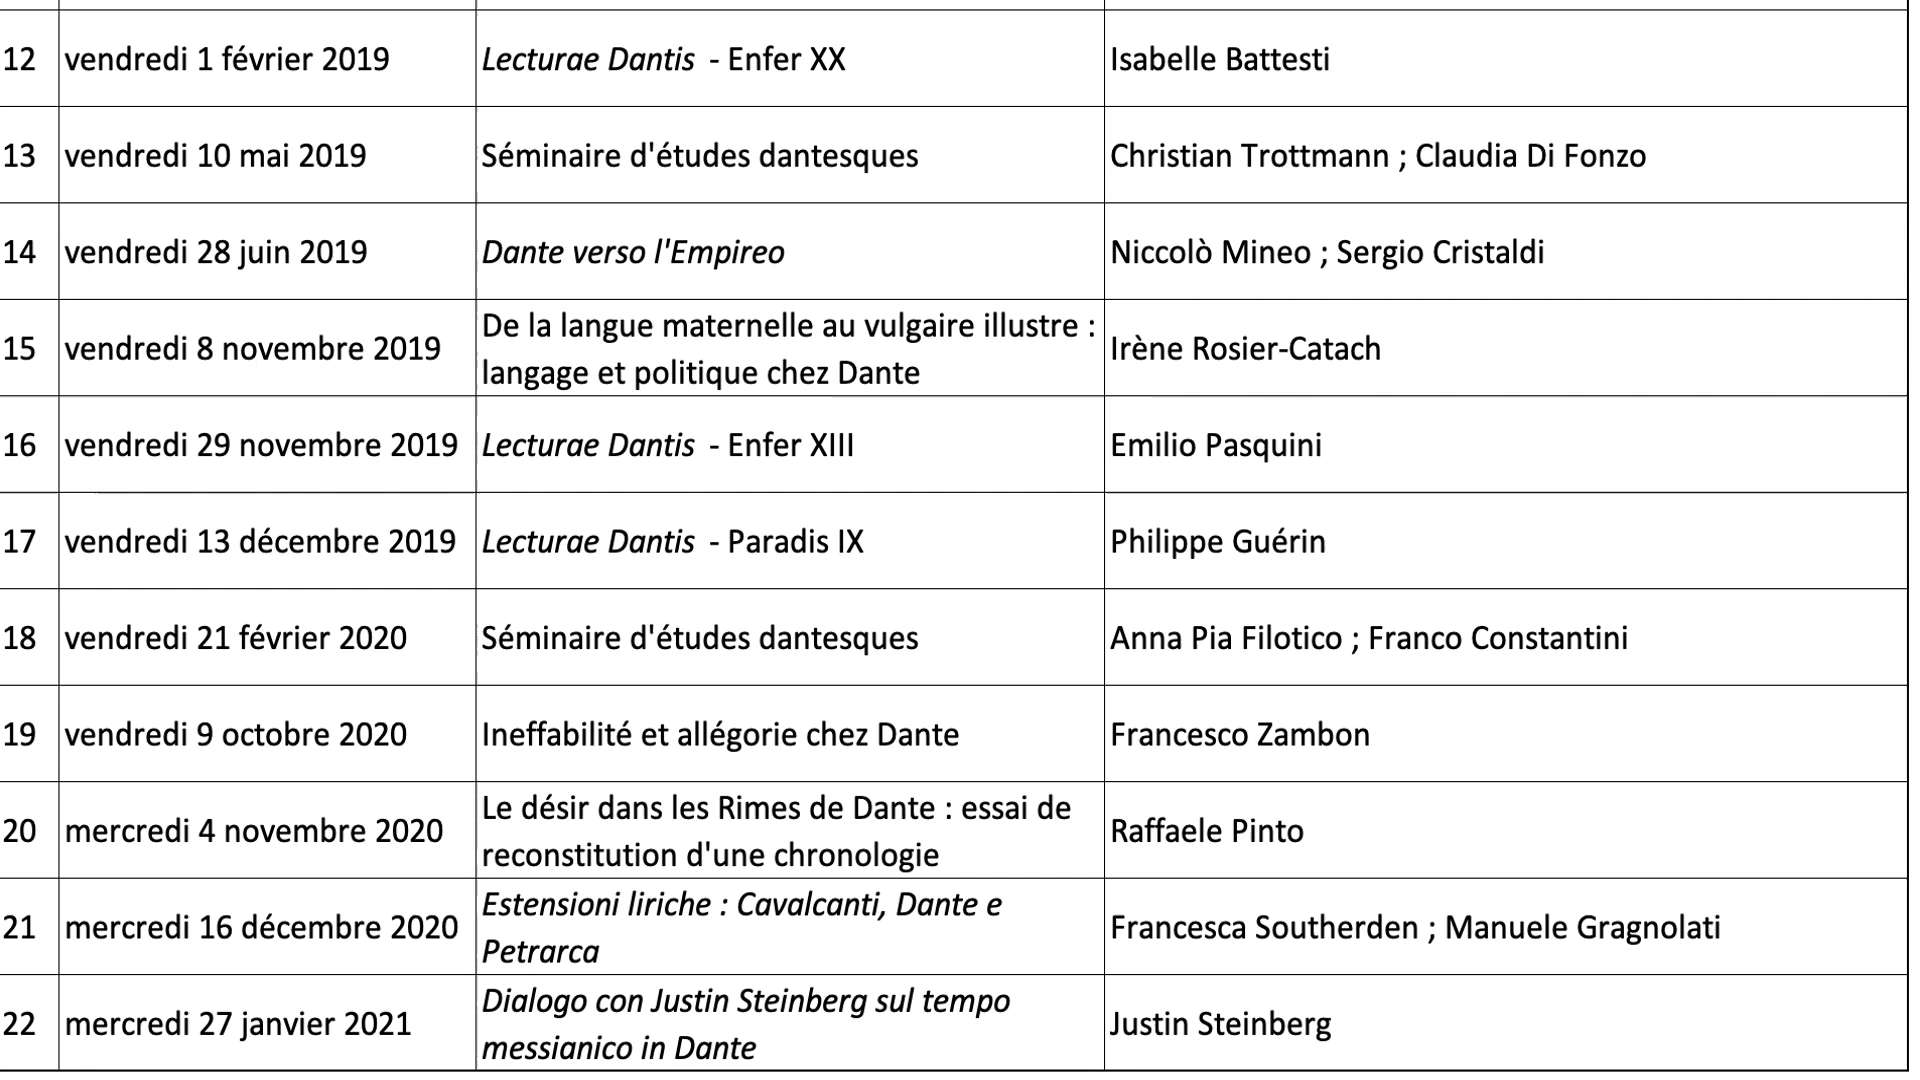 12 vendredi 1 février 2019 Lecturae Dantis - Enfer XX Isabelle Battesti
13 vendredi 10 mai 2019 Séminaire d'études dantesques Christian Trottmann ; Claudia Di Fonzo
14 vendredi 28 juin 2019 Dante verso l'Empireo Niccolò Mineo ; Sergio Cristaldi
15 vendredi 8 novembre 2019 De la langue maternelle au vulgaire illustre :
langage et politique chez Dante Irène Rosier-Catach
16 vendredi 29 novembre 2019 Lecturae Dantis - Enfer XIII Emilio Pasquini
17 vendredi 13 décembre 2019 Lecturae Dantis - Paradis IX Philippe Guérin
18 vendredi 21 février 2020 Séminaire d'études dantesques Anna Pia Filotico ; Franco Constantini
19 vendredi 9 octobre 2020 Ineffabilité et allégorie chez Dante Francesco Zambon
20 mercredi 4 novembre 2020 Le désir dans les Rimes de Dante : essai de
reconstitution d'une chronologie Raffaele Pinto
21 mercredi 16 décembre 2020 Estensioni liriche : Cavalcanti, Dante e
Petrarca Francesca Southerden ; Manuele Gragnolati
22 mercredi 27 janvier 2021 Dialogo con Justin Steinberg sul tempo
messianico in Dante Justin Steinberg